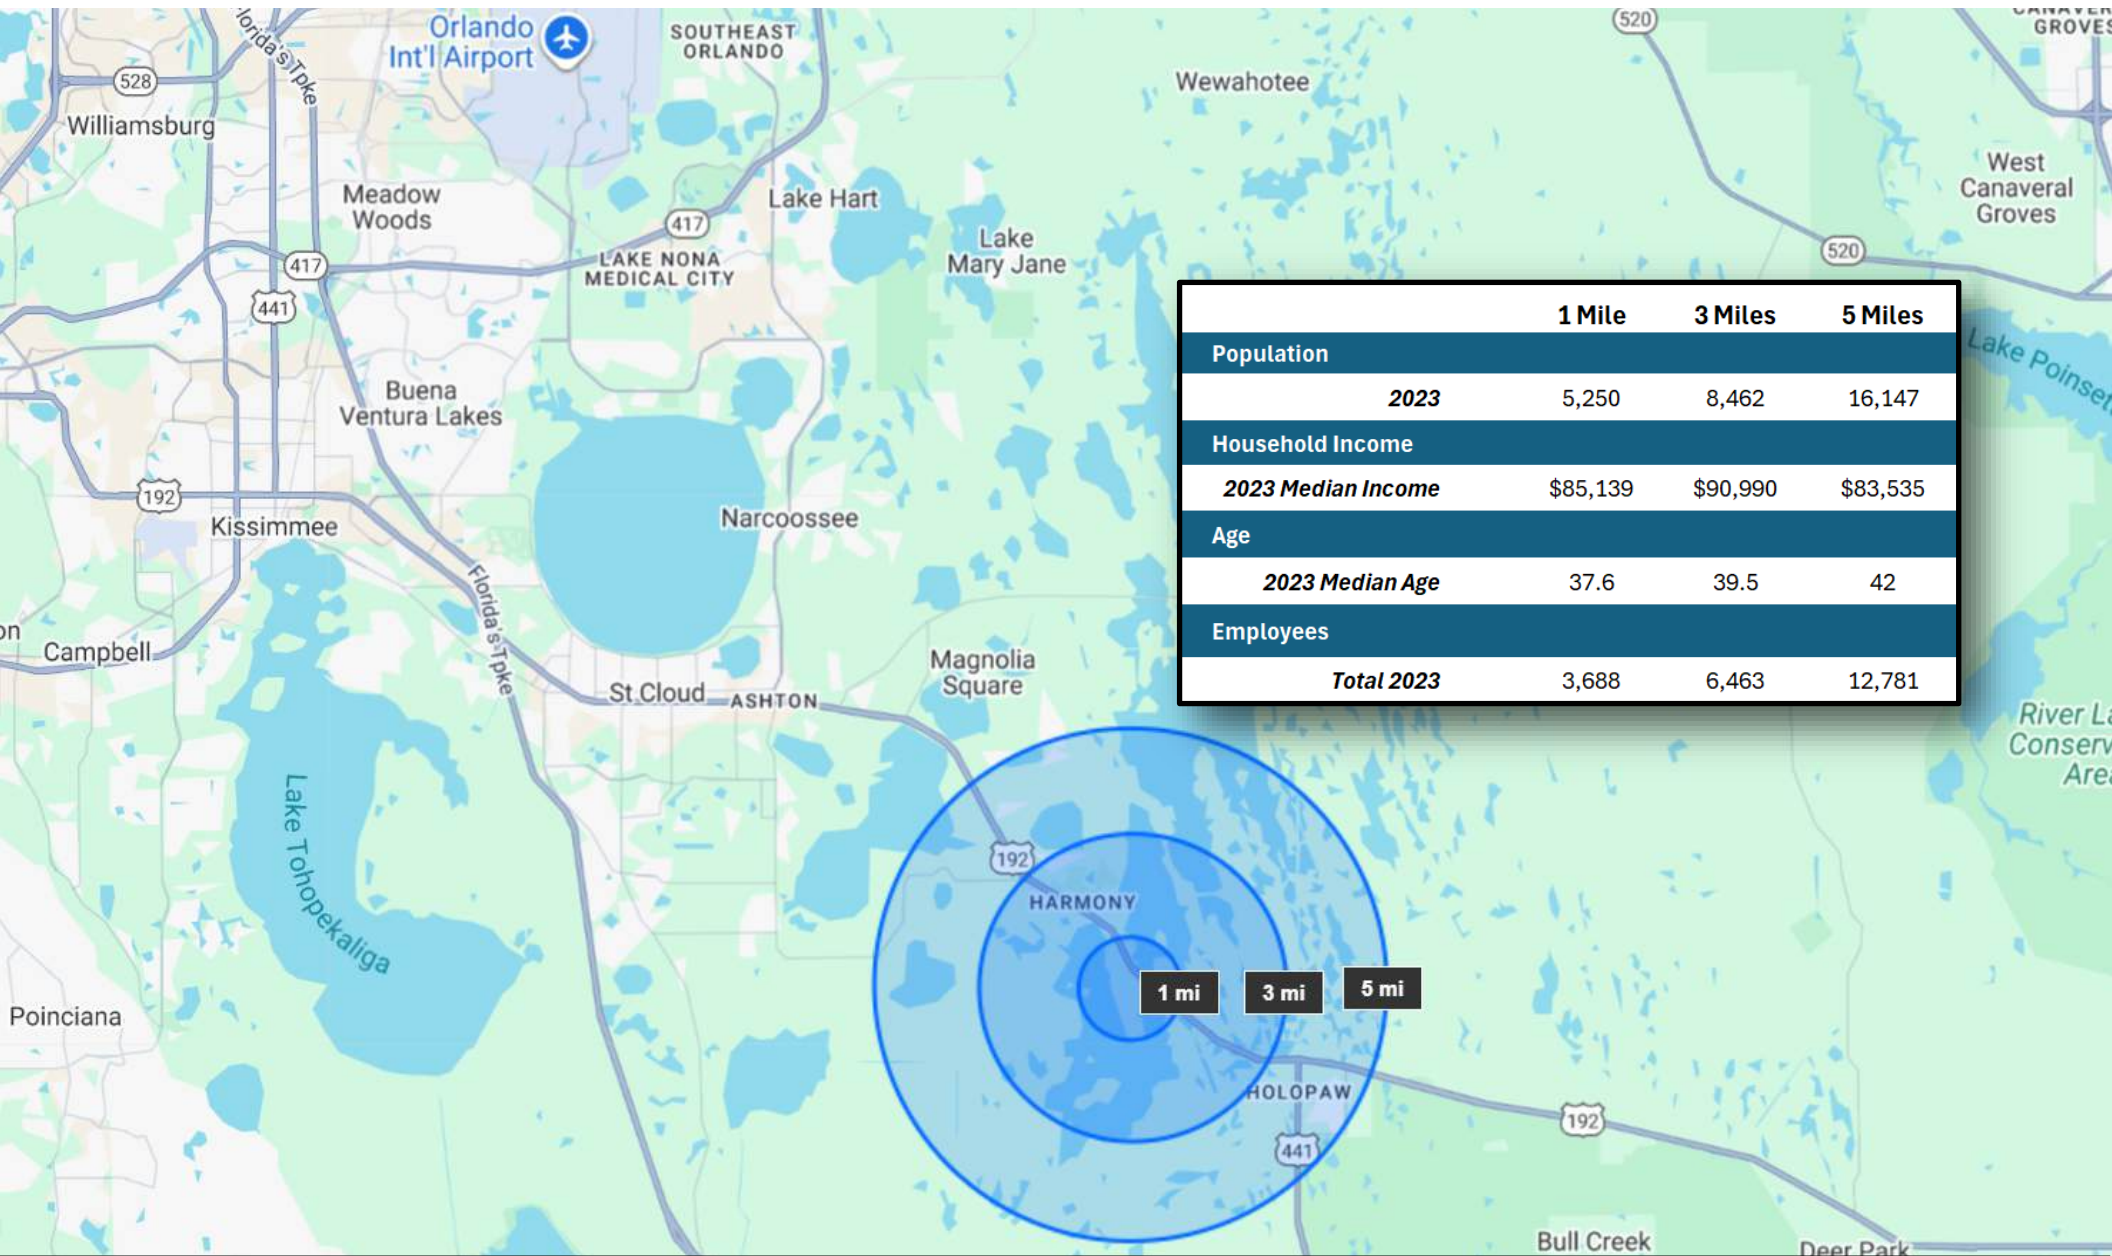 Orlando
Int'l Airport
SOUTHEAST
ORLANDO
520
GROVES
Florida's Tpke
528
Wewahotee
Williamsburg
West
Canaveral
Groves
Meadow
Woods
Lake Hart
417
Lake
Mary Jane
520
417
LAKE NONA
MEDICAL CITY
441
1 Mile 3 Miles 5 Miles
Population
2023 5,250 8,462 16,147
Household Income
2023 Median Income $85,139 $90,990 $83,535
Age
2023 Median Age 37.6 39.5 42
Employees
Total 2023 3,688 6,463 12,781
Buena
Ventura Lakes
192
Kissimmee
Narcoossee
Florida's Tpke
Campbell
Magnolia
Square
St Cloud
ASHTON
Lake Tohopekaliga
192
HARMONY
1 mi
3 mi
5 mi
Poinciana
HOLOPAW
192
441
Bull Creek
Deer Park
Lake
River